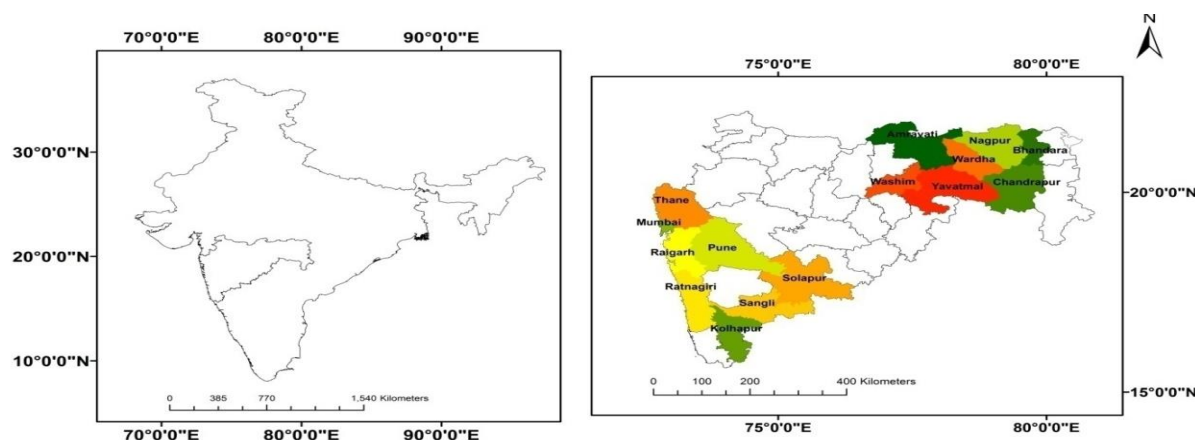 70°0'0"E 80°0'0"E 90°0'0"E
30°0'0"N
20°0'0"N
10°0'0"N
0 385 770 1,540 Kilometers
70°0'0"E 80°0'0"E 90°0'0"E
N
75°0'0"E 80°0'0"E
Amravati
Nagpur
Bhandara
Wardha
Washim
Yavatmal
Chandrapur
20°0'0"N
Thane
Mumbai
Raigarh
Pune
Ratnagiri
Solapur
Sangli
Kolhapur
0 100 200 400 Kilometers
15°0'0"N
75°0'0"E 80°0'0"E